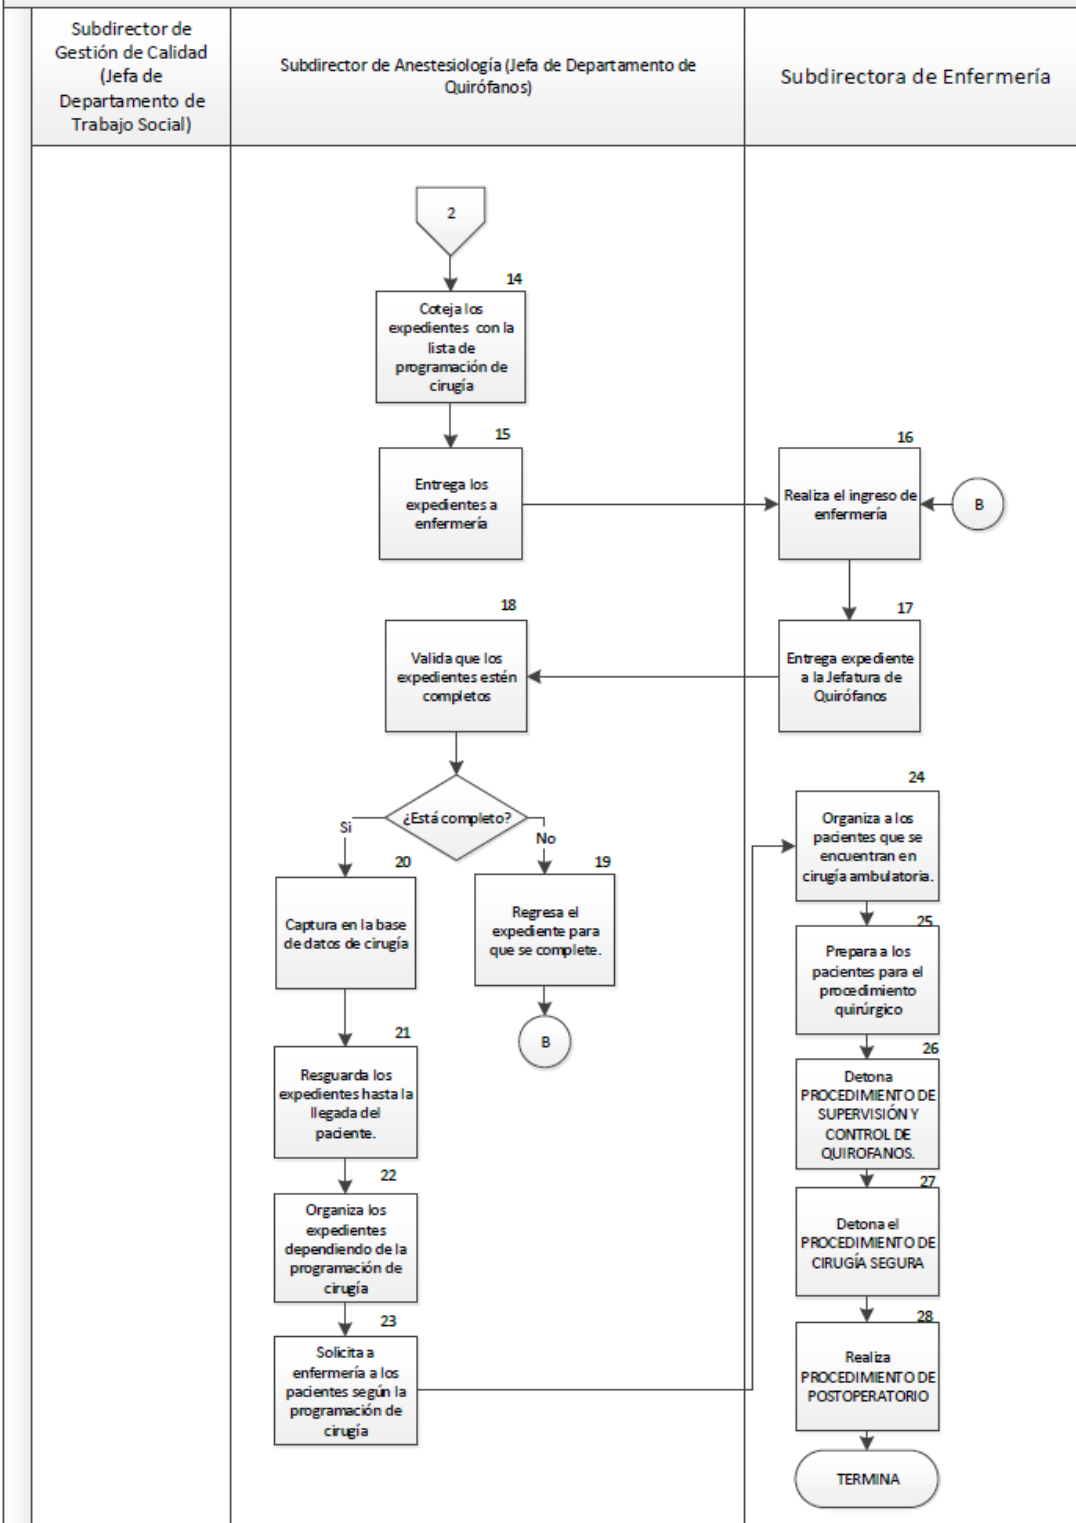 Subdirector de
Gestión de Calidad
(Jefa de
Departamento de
Trabajo Social)
Subdirector de Anestesiología (Jefa de Departamento de
Quirófanos)
Subdirectora de Enfermería
2
14
Coteja los
expedientes con la
lista de
programación de
cirugía
15
Entrega los
expedientes a
enfermería
16
Realiza el ingreso de
enfermería
B
17
Entrega expediente
a la Jefatura de
Quirófanos
18
Valida que los
expedientes estén
completos
¿Está completo?
Si
No
19
Regresa el
expediente para
que se complete.
B
20
Captura en la base
de datos de cirugía
21
Resguarda los
expedientes hasta la
llegada del
paciente.
22
Organiza los
expedientes
dependiendo de la
programación de
cirugía
23
Solicita a
enfermería a los
pacientes según la
programación de
cirugía
24
Organiza a los
pacientes que se
encuentran en
cirugía ambulatoria.
25
Prepara a los
pacientes para el
procedimiento
quirúrgico
26
Detona
PROCEDIMIENTO DE
SUPERVISIÓN Y
CONTROL DE
QUIROFANOS.
27
Detona el
PROCEDIMIENTO DE
CIRUGÍA SEGURA
28
Realiza
PROCEDIMIENTO DE
POSTOPERATORIO
TERMINA